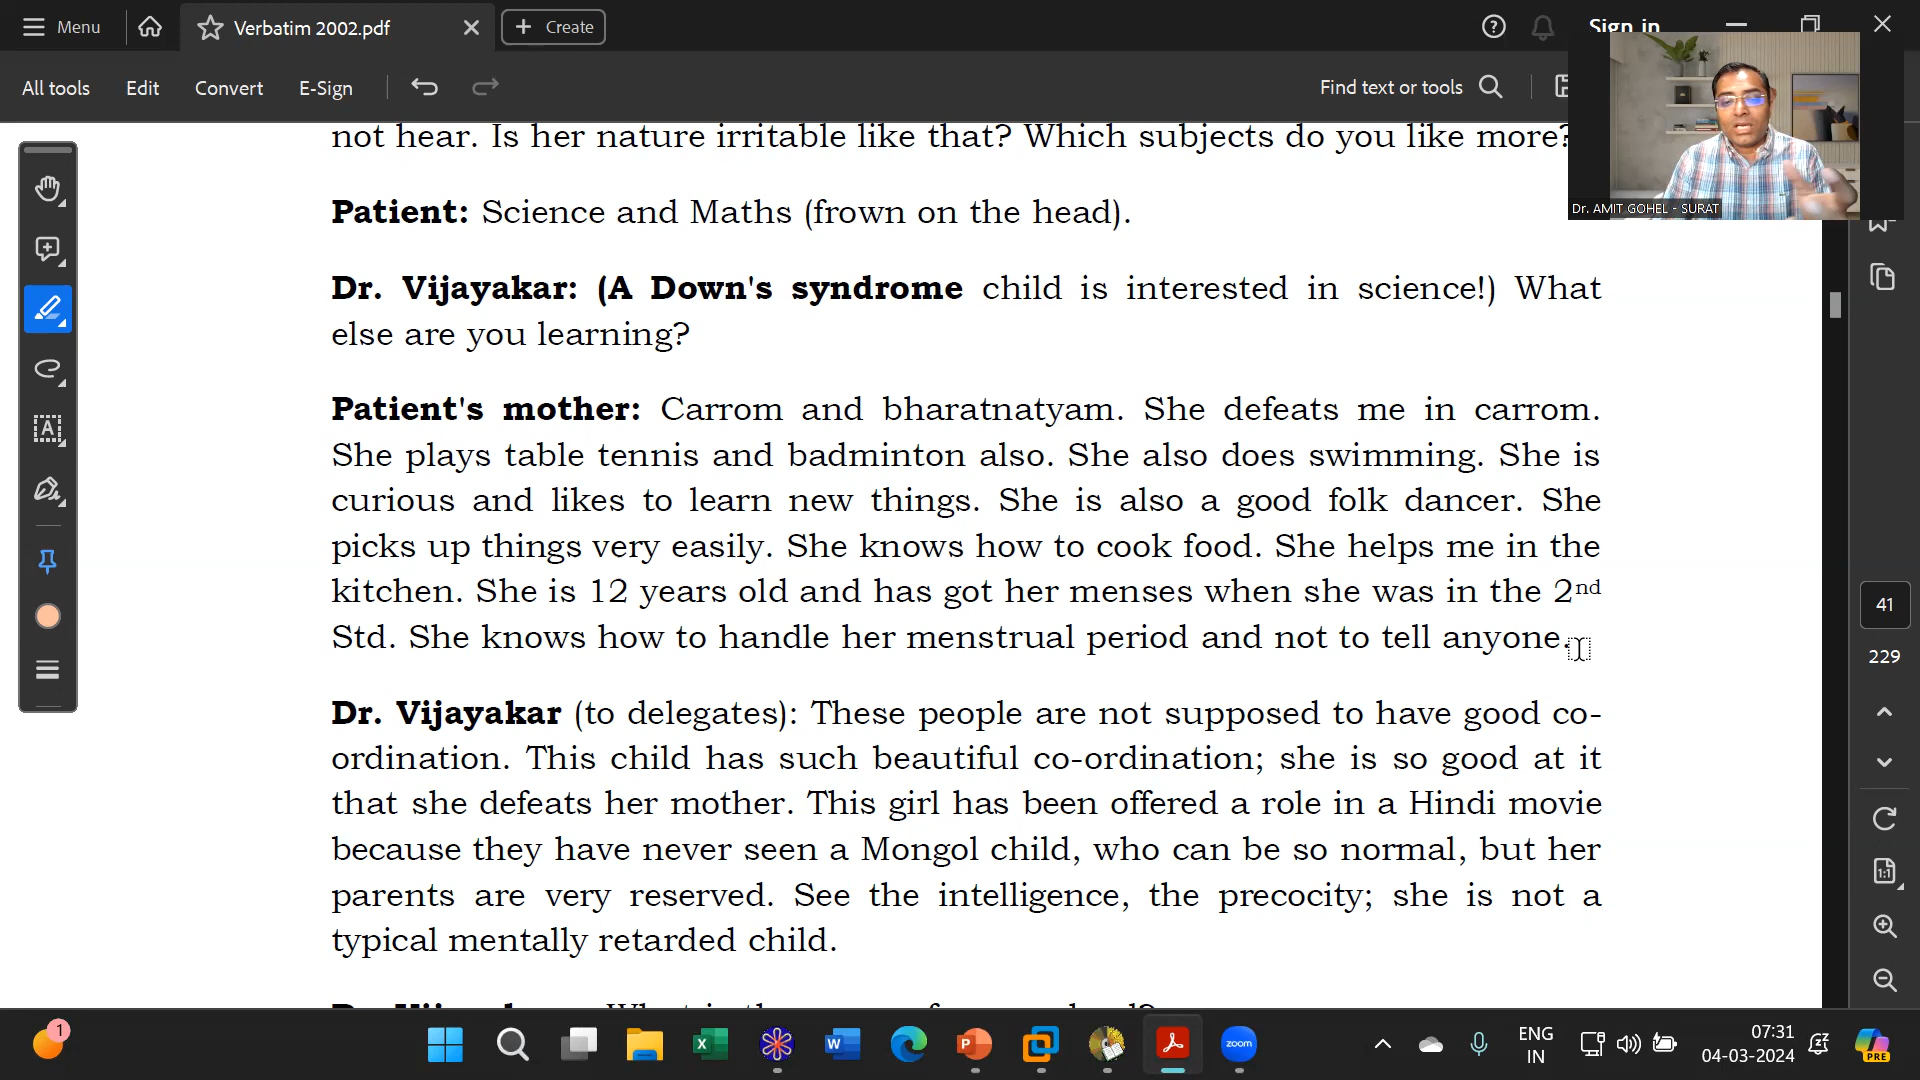 Menu
Verbatim 2002.pdf
Create
Sign in
All tools
Edit
Convert
E-Sign
Find text or tools
Dr. AMIT GOHEL - SURAT
not hear. Is her nature irritable like that? Which subjects do you like more?
Patient: Science and Maths (frown on the head).
Dr. Vijayakar: (A Down's syndrome child is interested in science!) What
else are you learning?
Patient's mother: Carrom and bharatnatyam. She defeats me in carrom.
She plays table tennis and badminton also. She also does swimming. She is
curious and likes to learn new things. She is also a good folk dancer. She
picks up things very easily. She knows how to cook food. She helps me in the
kitchen. She is 12 years old and has got her menses when she was in the 2nd
Std. She knows how to handle her menstrual period and not to tell anyone.
Dr. Vijayakar (to delegates): These people are not supposed to have good co-
ordination. This child has such beautiful co-ordination; she is so good at it
that she defeats her mother. This girl has been offered a role in a Hindi movie
because they have never seen a Mongol child, who can be so normal, but her
parents are very reserved. See the intelligence, the precocity; she is not a
typical mentally retarded child.
41
229
1:1
1
zoom
ENG
IN
07:31
04-03-2024
PRE